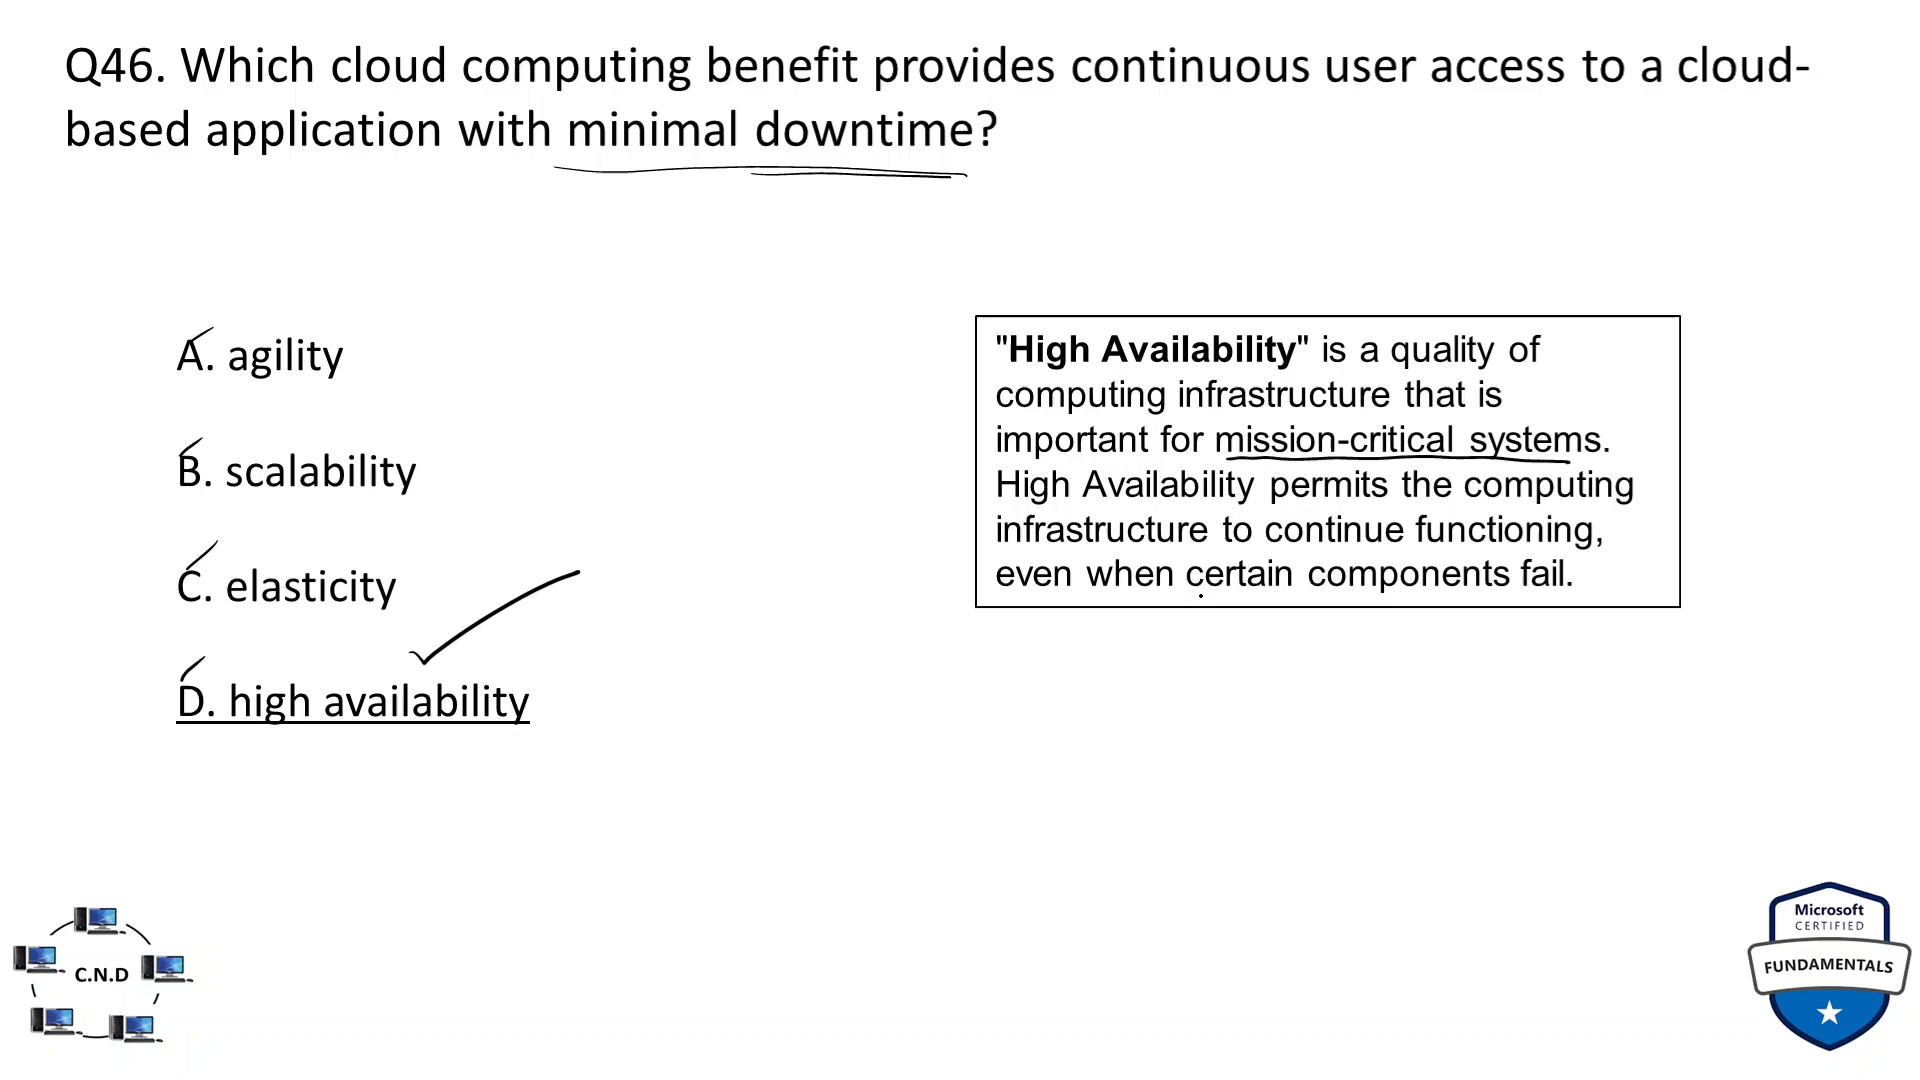 Q46. Which cloud computing benefit provides continuous user access to a cloud-
based application with minimal downtime?
A. agility
B. scalability
C. elasticity
D. high availability
"High Availability" is a quality of
computing infrastructure that is
important for mission-critical systems.
High Availability permits the computing
infrastructure to continue functioning,
even when certain components fail.
C.N.D
Microsoft
CERTIFIED
FUNDAMENTALS